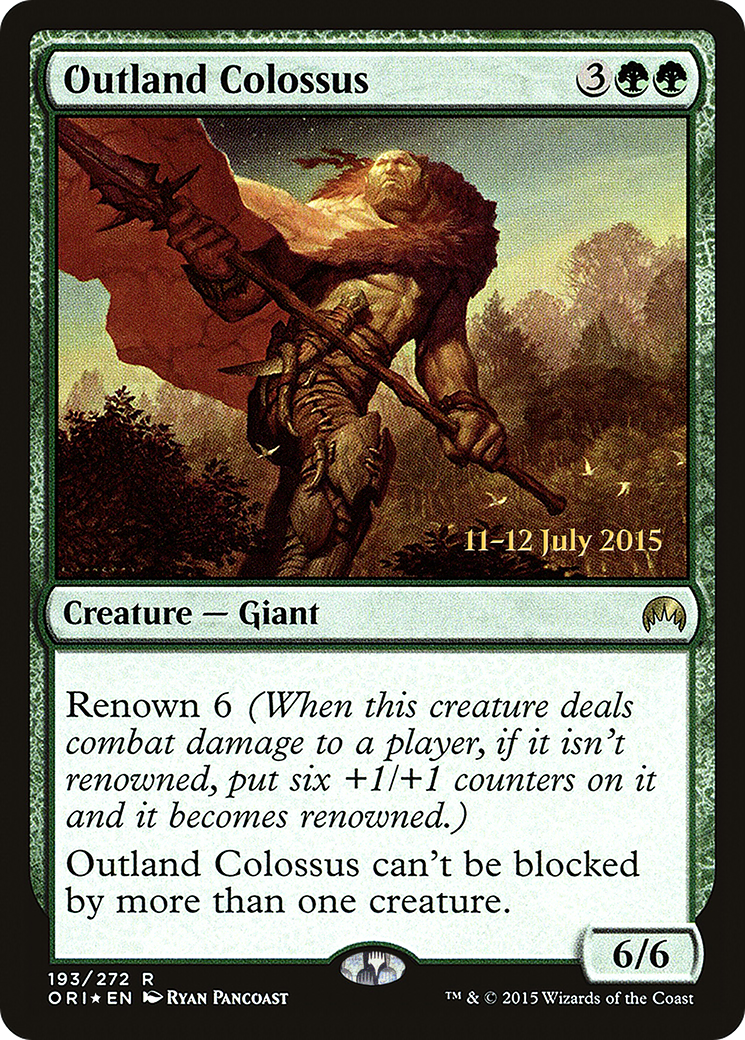 Outland Colossus 3
11–12 July 2015
Creature — Giant
Renown 6 (When this creature deals
combat damage to a player, if it isn't
renowned, put six +1/+1 counters on it
and it becomes renowned.)
Outland Colossus can't be blocked
by more than one creature.
6/6
193/272 R
ORI★EN Ryan Pancoast
™ & © 2015 Wizards of the Coast